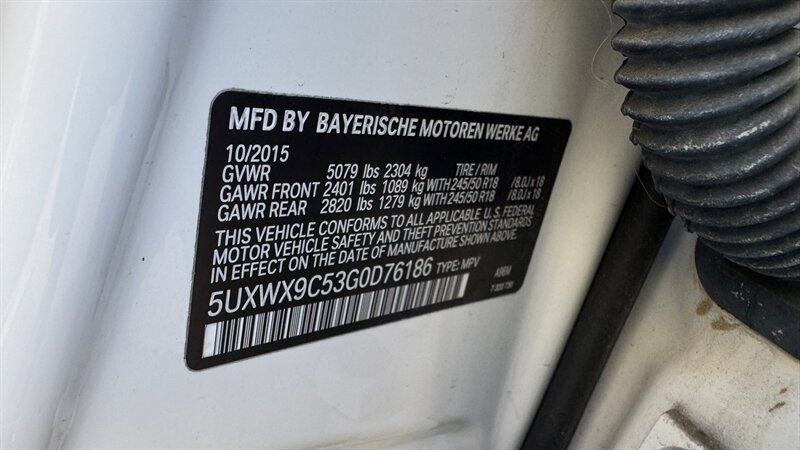 MFD BY BAYERISCHE MOTOREN WERKE AG
10/2015
GVWR 5079 lbs 2304 kg TIRE / RIM
GAWR FRONT 2401 lbs 1089 kg WITH 245/50 R18 /8.0J x 18
GAWR REAR 2820 lbs 1279 kg WITH 245/50 R18 /8.0J x 18
THIS VEHICLE CONFORMS TO ALL APPLICABLE U.S. FEDERAL
MOTOR VEHICLE SAFETY AND THEFT PREVENTION STANDARDS
IN EFFECT ON THE DATE OF MANUFACTURE SHOWN ABOVE.
5UXWX9C53G0D76186 TYPE: MPV